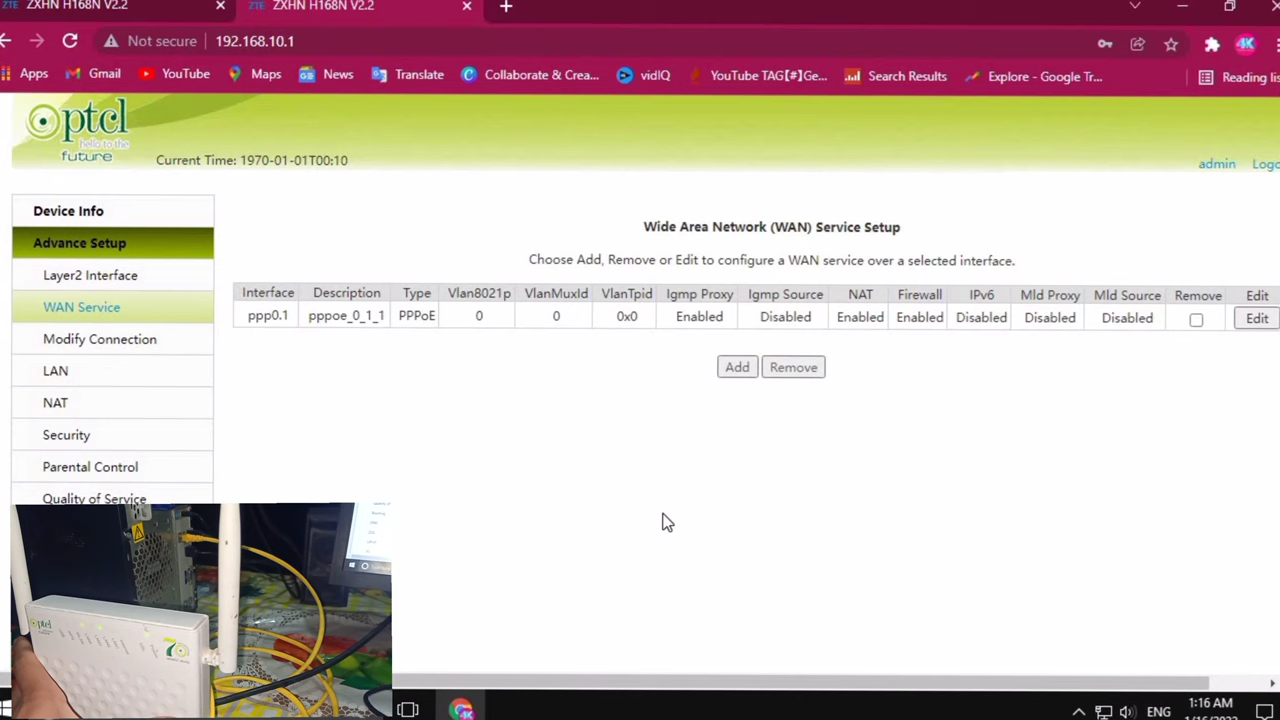 ZTE ZXHN H168N V2.2
ZTE ZXHN H168N V2.2
Not secure 192.168.10.1
4K
Apps Gmail YouTube Maps News Translate Collaborate & Crea... vidIQ YouTube TAG【#】Ge... Search Results Explore - Google Tr... Reading lis
ptcl
hello to the
future
Current Time: 1970-01-01T00:10
admin Logo
Device Info
Advance Setup
Layer2 Interface
WAN Service
Modify Connection
LAN
NAT
Security
Parental Control
Quality of Service
Wide Area Network (WAN) Service Setup
Choose Add, Remove or Edit to configure a WAN service over a selected interface.
Interface Description Type Vlan8021p VlanMuxId VlanTpid Igmp Proxy Igmp Source NAT Firewall IPv6 Mld Proxy Mld Source Remove Edit
ppp0.1 pppoe_0_1_1 PPPoE 0 0 0x0 Enabled Disabled Enabled Enabled Disabled Disabled Disabled Edit
Add Remove
ptcl
70
4K
ENG
1:16 AM